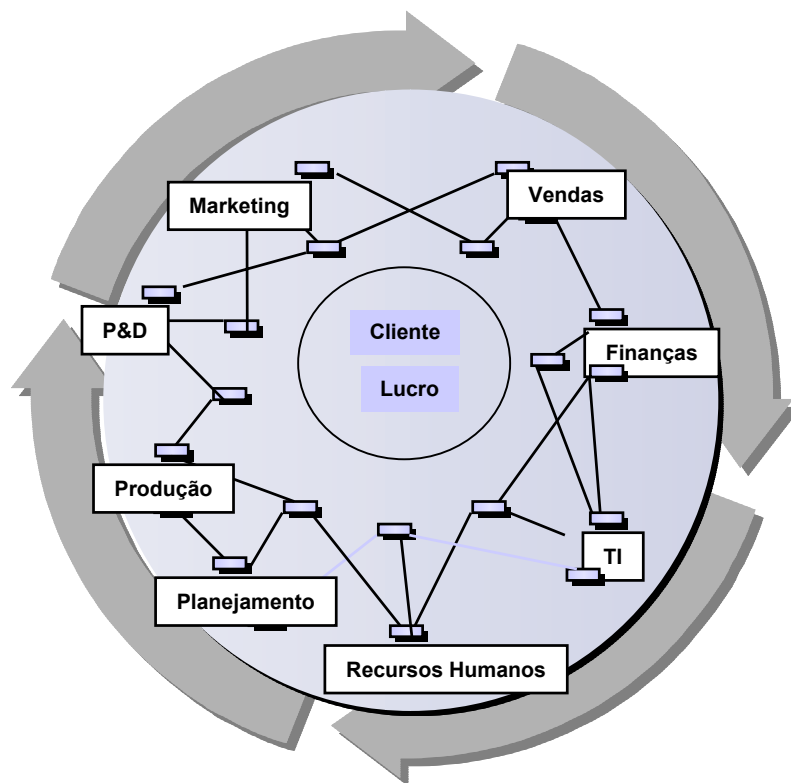 Marketing
Vendas
P&D
Cliente
Finanças
Lucro
Produção
TI
Planejamento
Recursos Humanos